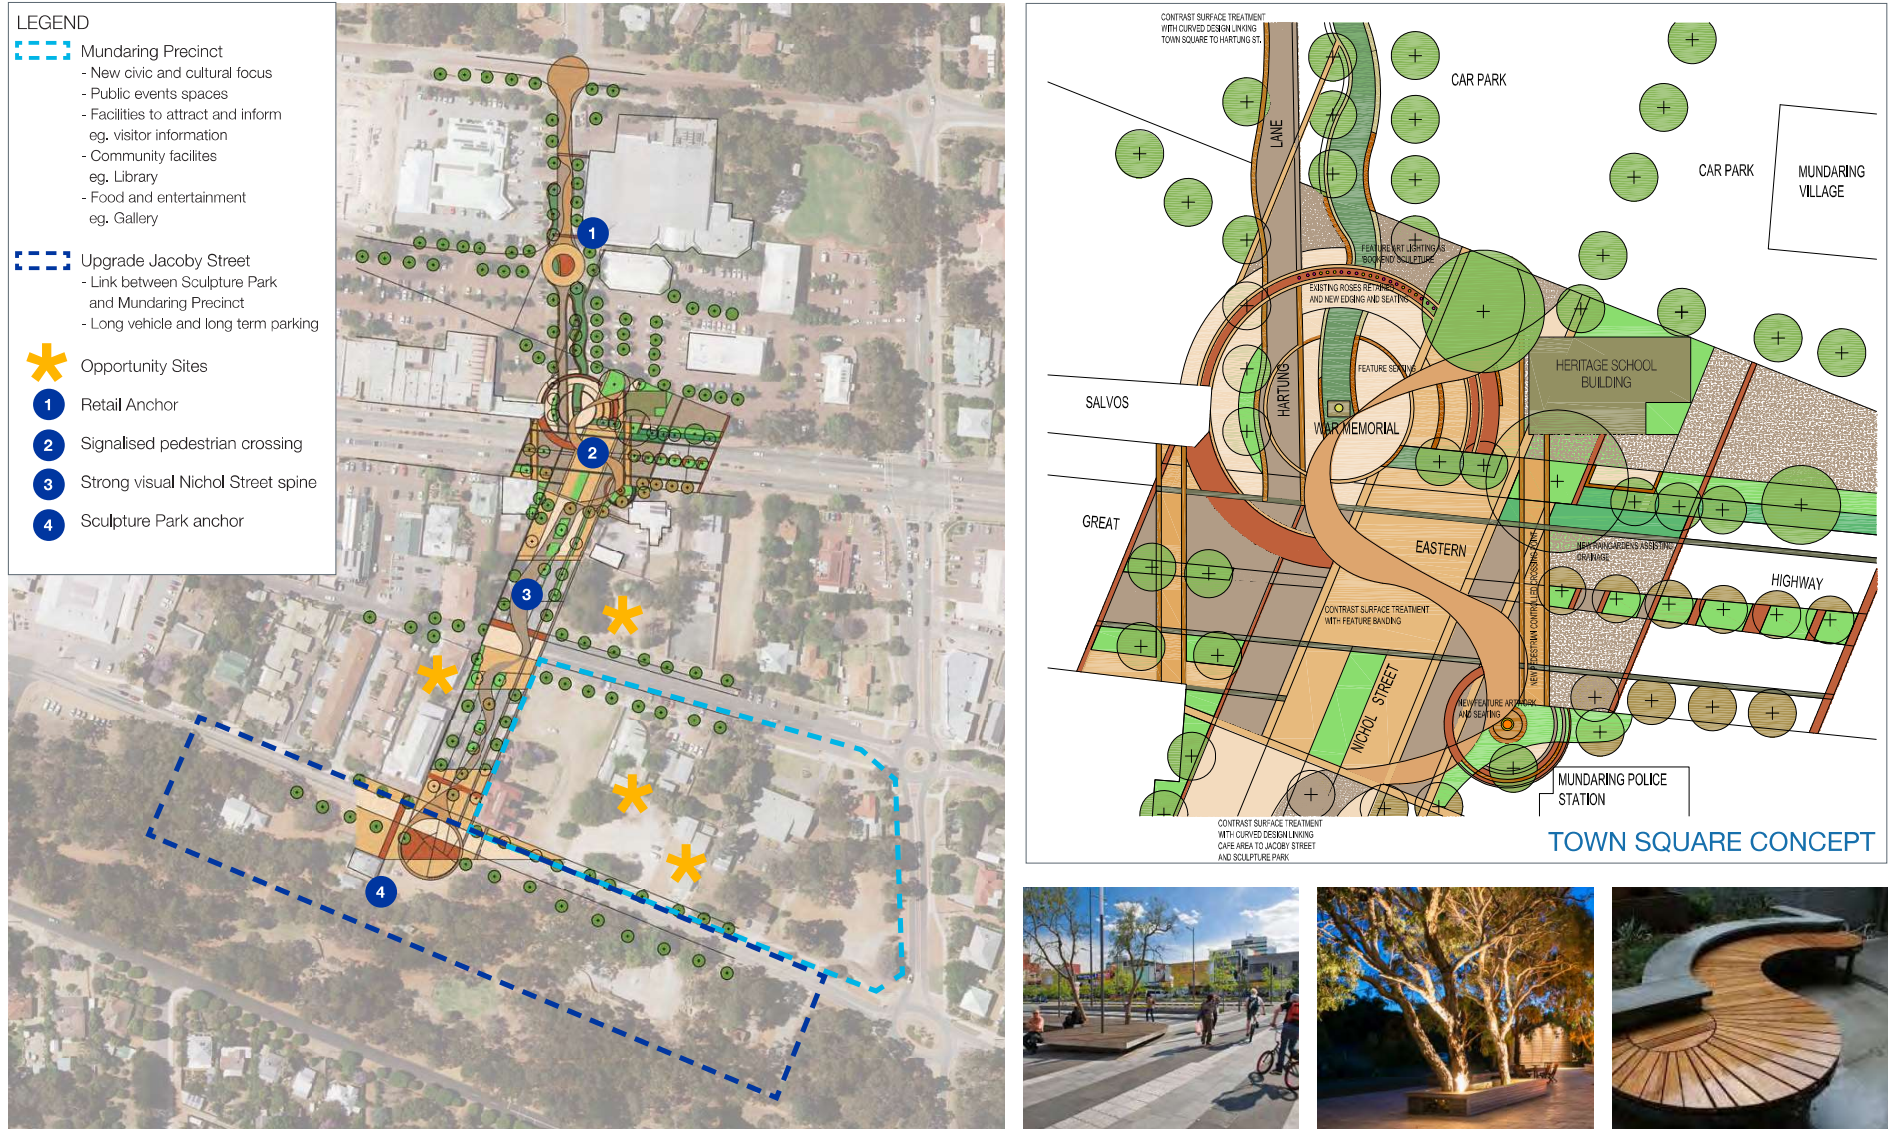 LEGEND
Mundaring Precinct
- New civic and cultural focus
- Public events spaces
- Facilities to attract and inform
eg. visitor information
- Community facilites
eg. Library
- Food and entertainment
eg. Gallery
Upgrade Jacoby Street
- Link between Sculpture Park
and Mundaring Precinct
- Long vehicle and long term parking
Opportunity Sites
1 Retail Anchor
2 Signalised pedestrian crossing
3 Strong visual Nichol Street spine
4 Sculpture Park anchor
1
2
3
4
CONTRAST SURFACE TREATMENT
WITH CURVED DESIGN LINKING
TOWN SQUARE TO HARTUNG ST.
CAR PARK
LANE
CAR PARK
MUNDARING
VILLAGE
FEATURE ART LIGHTING AS
'BOOKEND' SCULPTURE
EXISTING ROSES RETAINED
AND NEW EDGING AND SEATING
HERITAGE SCHOOL
BUILDING
FEATURE SEATING
HARTUNG
SALVOS
WAR MEMORIAL
GREAT
EASTERN
NEW RAINGARDENS ASSISTING
DRAINAGE
HIGHWAY
NEW PEDESTRIAN CONTROLLED CROSSING POINT
CONTRAST SURFACE TREATMENT
WITH FEATURE BANDING
NICHOL STREET
NEW FEATURE ARTWORK
AND SEATING
MUNDARING POLICE
STATION
CONTRAST SURFACE TREATMENT
WITH CURVED DESIGN LINKING
CAFE AREA TO JACOBY STREET
AND SCULPTURE PARK
TOWN SQUARE CONCEPT